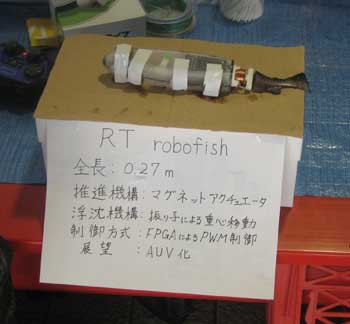 RT robofish
全長：0.27m
推進機構：マグネットアクチュエータ
浮沈機構：振り子による重心移動
制御方式：FPGAによるPWM制御
展望：AUV化